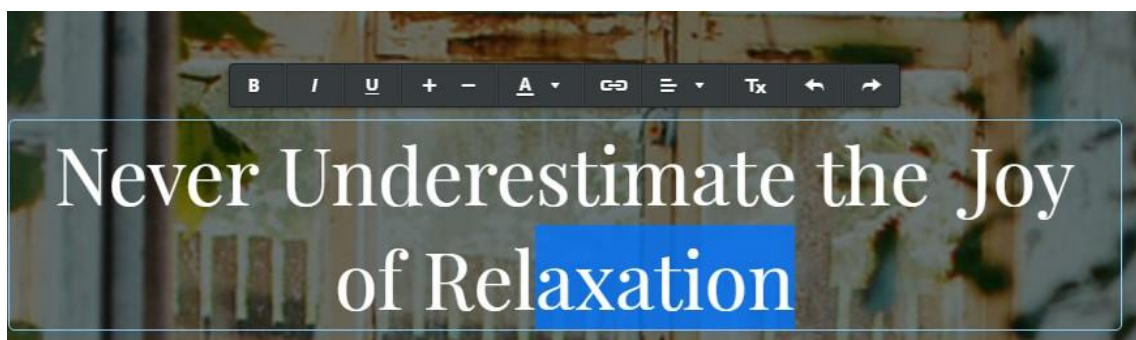 B I U + − A Tx
Never Underestimate the Joy
of Relaxation